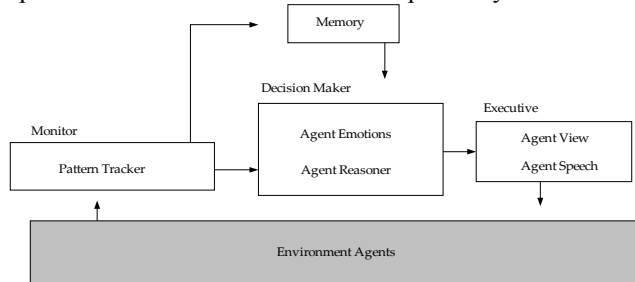 Memory
Decision Maker
Executive
Monitor
Agent Emotions
Agent View
Pattern Tracker
Agent Reasoner
Agent Speech
Environment Agents